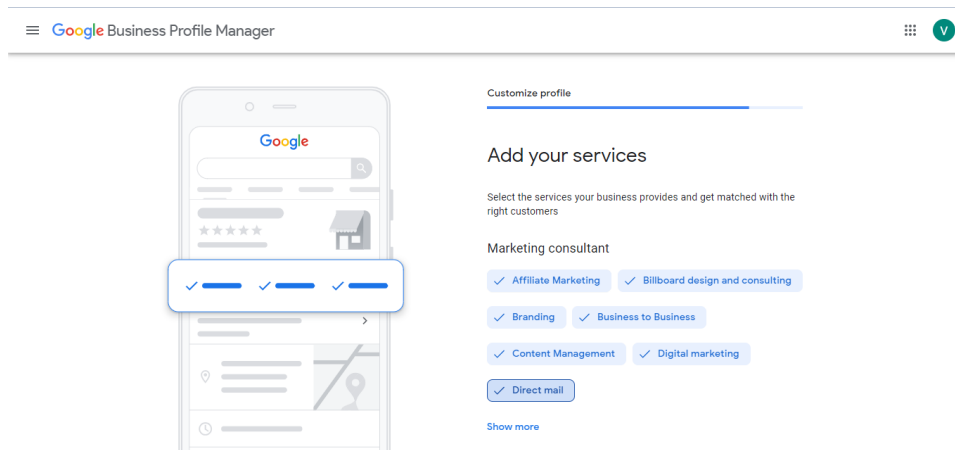 Google Business Profile Manager
V
Customize profile
Google
Add your services
Select the services your business provides and get matched with the
right customers
Marketing consultant
Affiliate Marketing
Billboard design and consulting
Branding
Business to Business
Content Management
Digital marketing
Direct mail
Show more